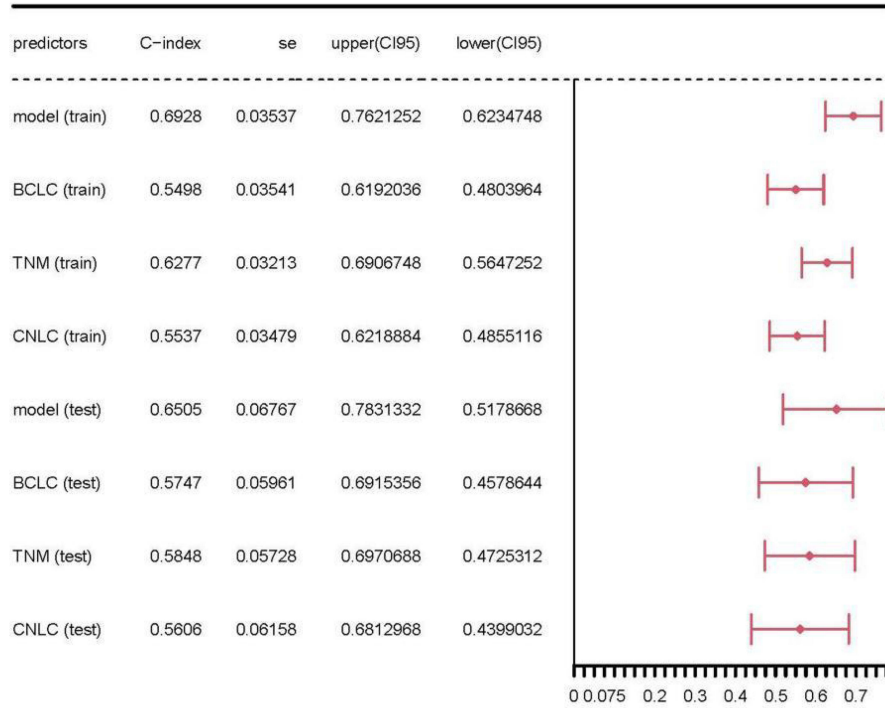 predictors C-index se upper(CI95) lower(CI95)
model (train) 0.6928 0.03537 0.7621252 0.6234748
BCLC (train) 0.5498 0.03541 0.6192036 0.4803964
TNM (train) 0.6277 0.03213 0.6906748 0.5647252
CNLC (train) 0.5537 0.03479 0.6218884 0.4855116
model (test) 0.6505 0.06767 0.7831332 0.5178668
BCLC (test) 0.5747 0.05961 0.6915356 0.4578644
TNM (test) 0.5848 0.05728 0.6970688 0.4725312
CNLC (test) 0.5606 0.06158 0.6812968 0.4399032
0 0.075 0.2 0.3 0.4 0.5 0.6 0.7